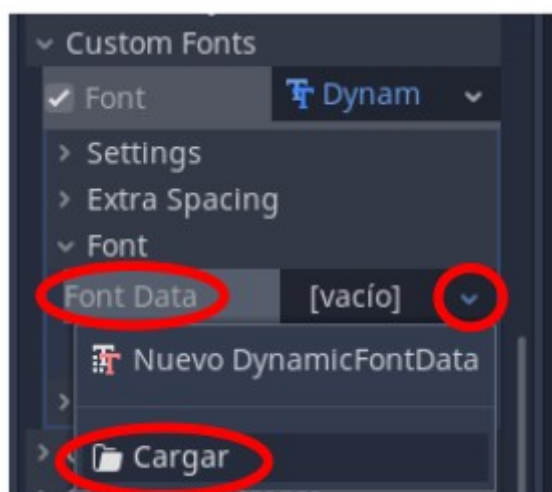 Custom Fonts
Font Dynam
Settings
Extra Spacing
Font
Font Data [vacío]
Nuevo DynamicFontData
Cargar